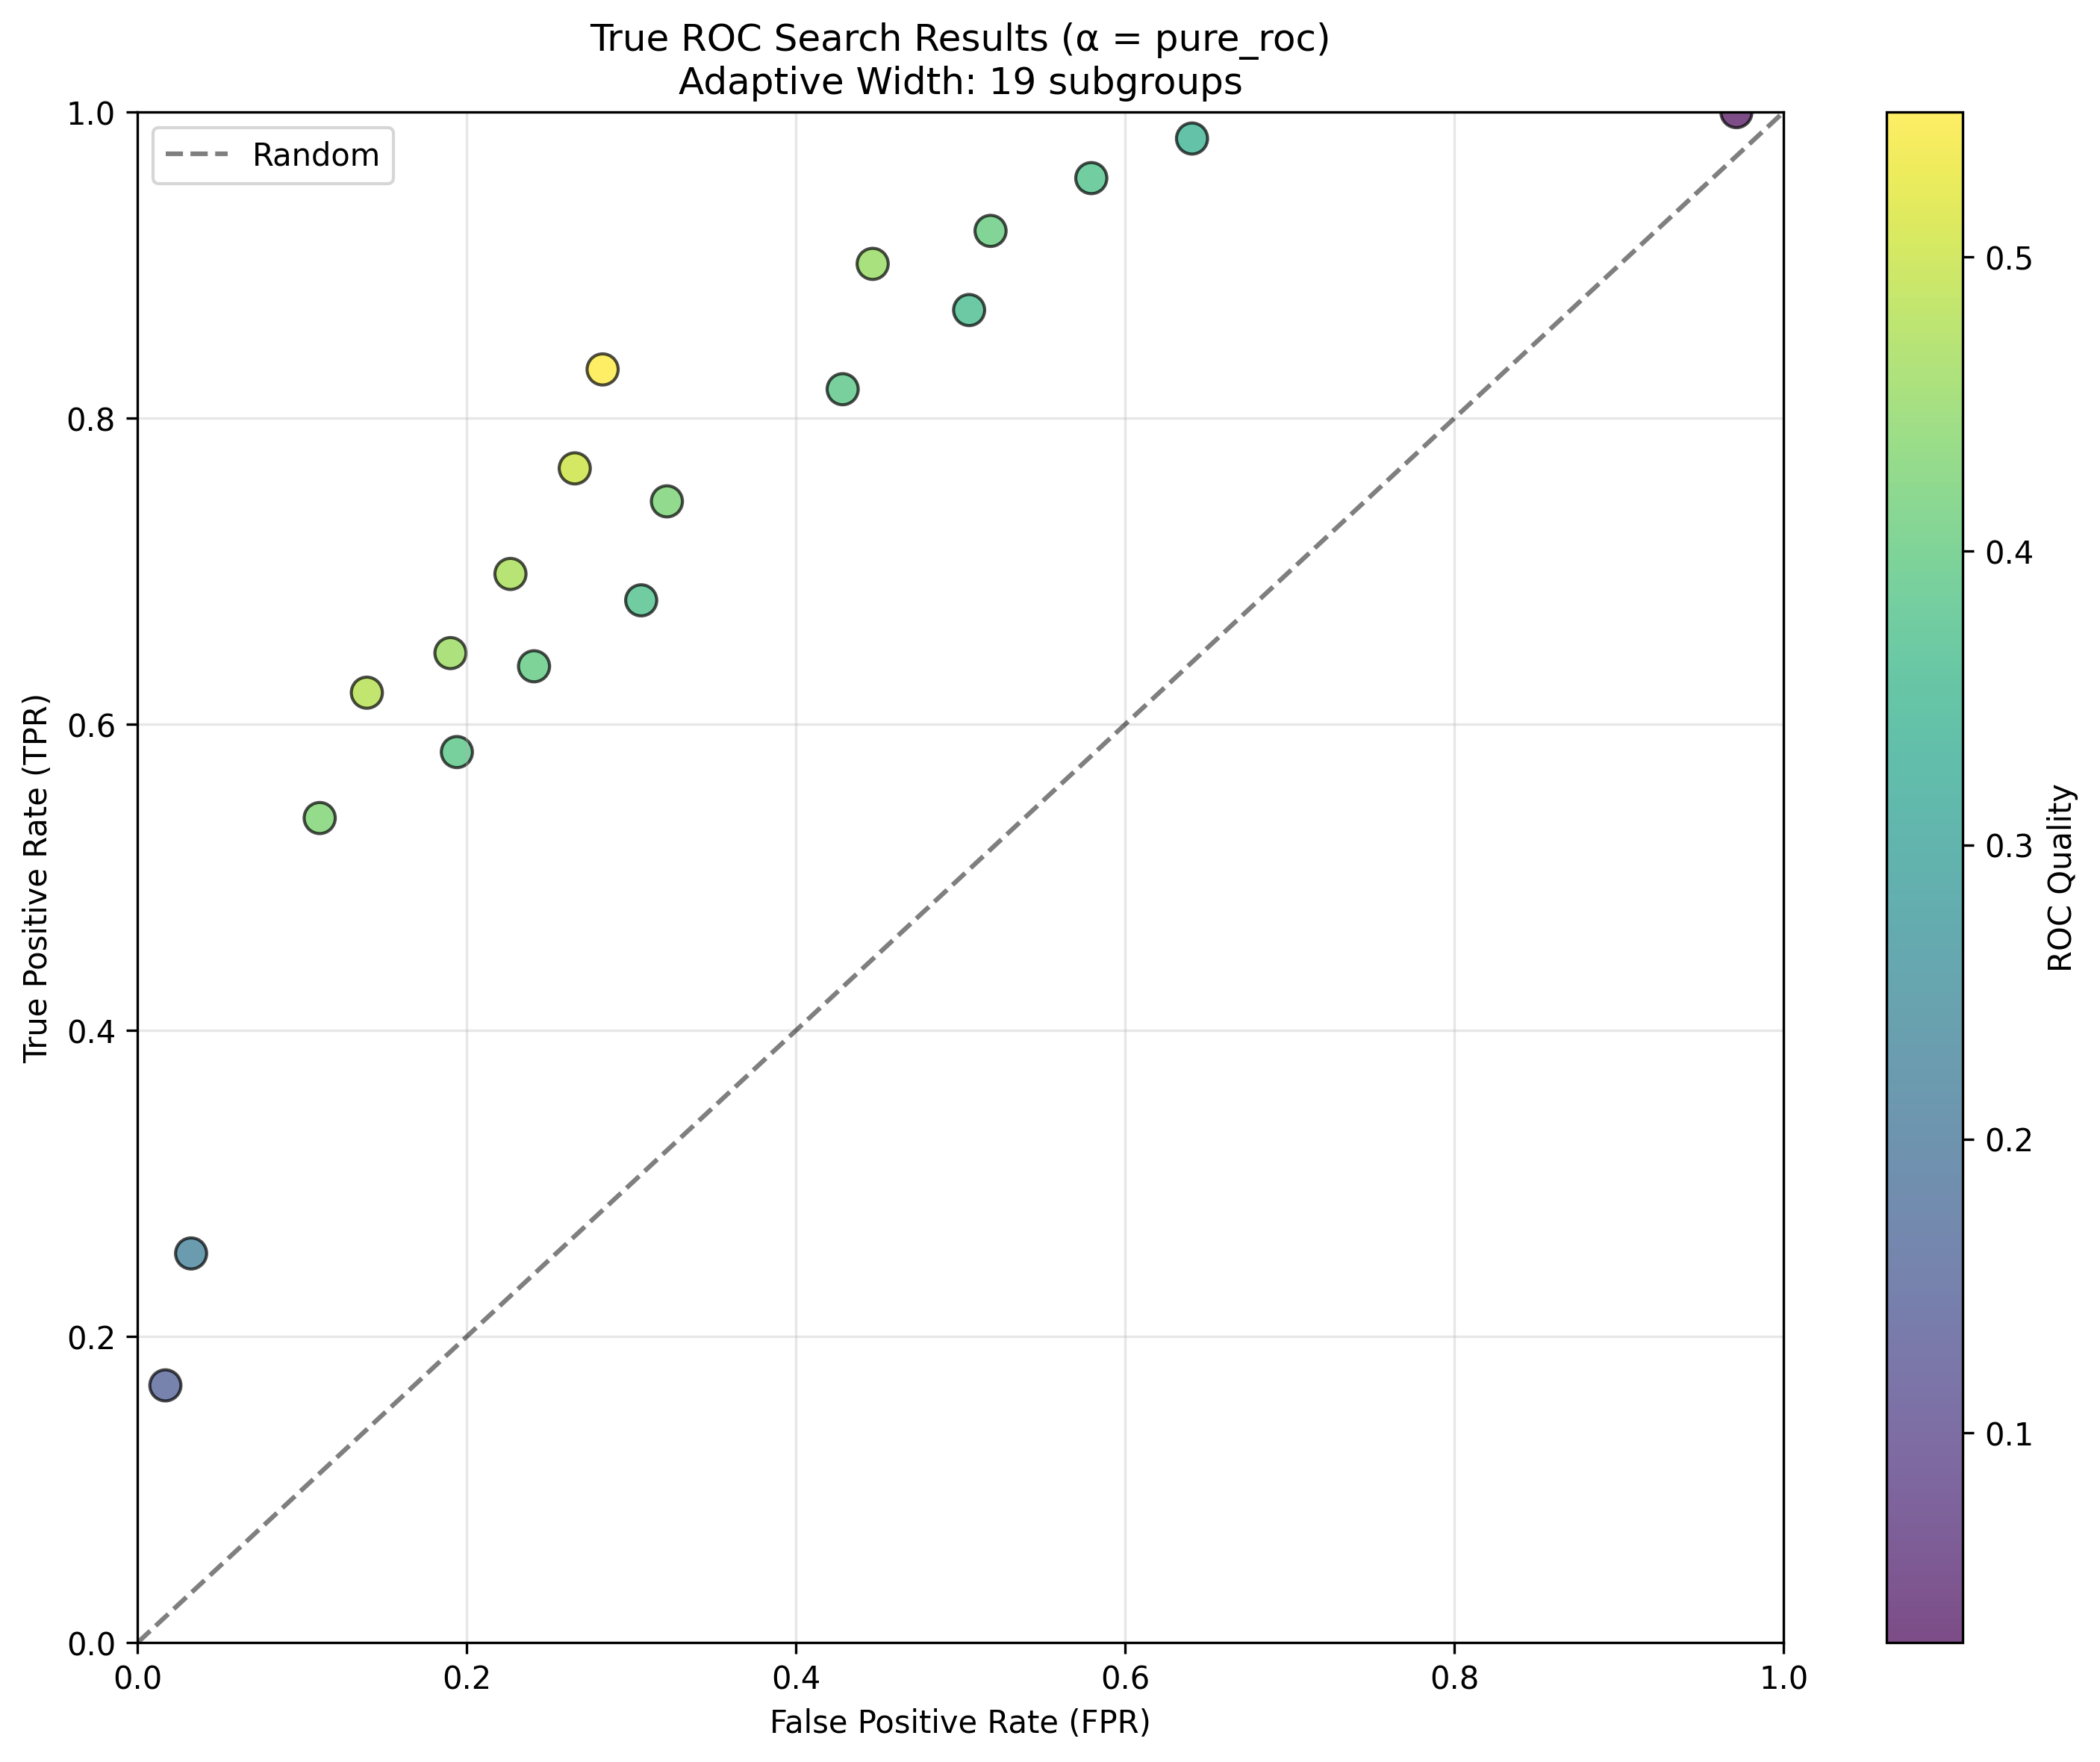 True ROC Search Results (α = pure_roc)
Adaptive Width: 19 subgroups
Random
True Positive Rate (TPR)
1.0
0.8
0.6
0.4
0.2
0.0
0.0 0.2 0.4 0.6 0.8 1.0
False Positive Rate (FPR)
0.5
0.4
0.3
0.2
0.1
ROC Quality